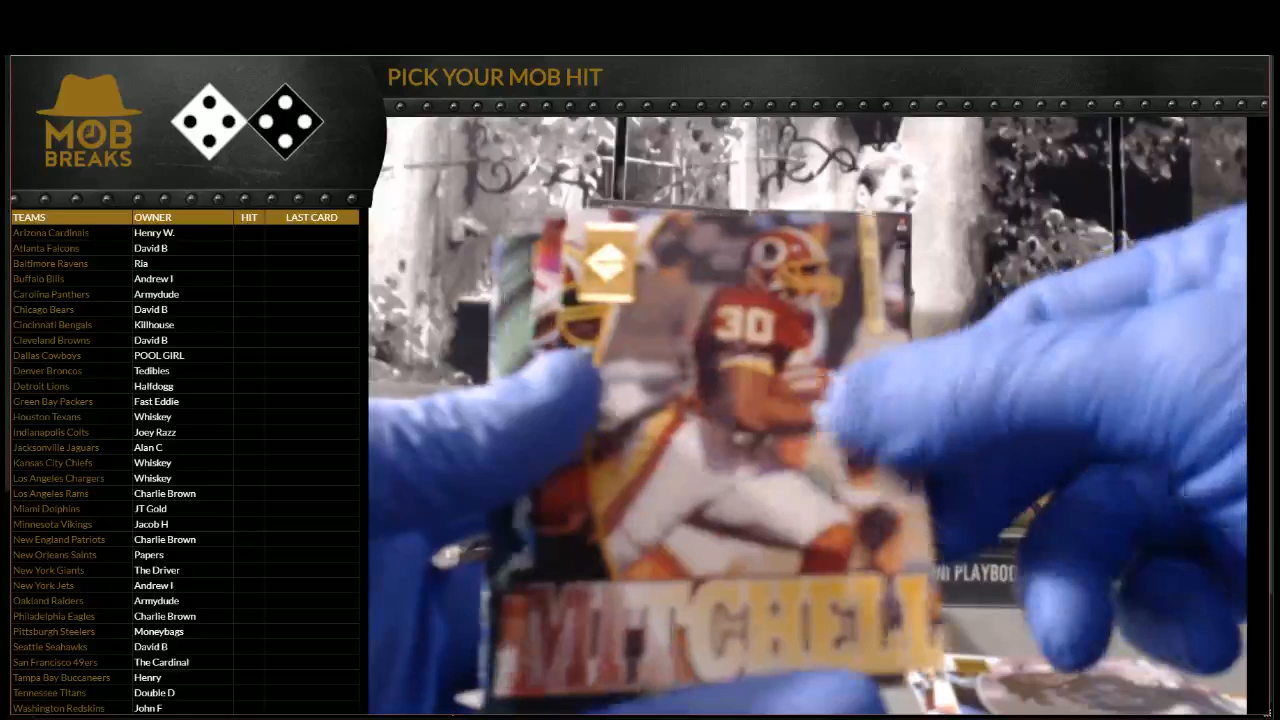 PICK YOUR MOB HIT
MOB
BREAKS
TEAMS OWNER HIT LAST CARD
Arizona Cardinals Henry W.
Atlanta Falcons David B
Baltimore Ravens Ria
Buffalo Bills Andrew I
Carolina Panthers Armydude
Chicago Bears David B
Cincinnati Bengals Killhouse
Cleveland Browns David B
Dallas Cowboys POOL GIRL
Denver Broncos Tedibles
Detroit Lions Halfdogg
Green Bay Packers Fast Eddie
Houston Texans Whiskey
Indianapolis Colts Joey Razz
Jacksonville Jaguars Alan C
Kansas City Chiefs Whiskey
Los Angeles Chargers Whiskey
Los Angeles Rams Charlie Brown
Miami Dolphins JT Gold
Minnesota Vikings Jacob H
New England Patriots Charlie Brown
New Orleans Saints Papers
New York Giants The Driver
New York Jets Andrew I
Oakland Raiders Armydude
Philadelphia Eagles Charlie Brown
Pittsburgh Steelers Moneybags
Seattle Seahawks David B
San Francisco 49ers The Cardinal
Tampa Bay Buccaneers Henry
Tennessee Titans Double D
Washington Redskins John F
30
MITCHELL